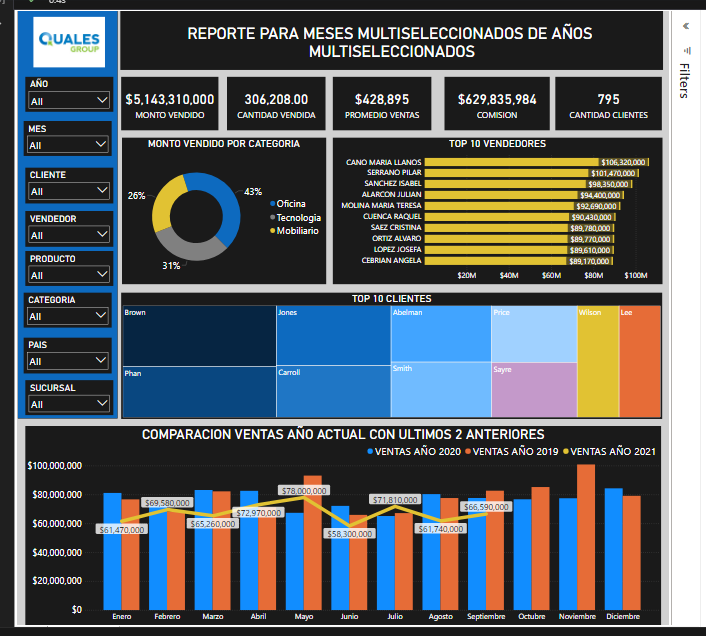 QUALES
GROUP
REPORTE PARA MESES MULTISELECCIONADOS DE AÑOS
MULTISELECCIONADOS
AÑO
All
MES
All
CLIENTE
All
VENDEDOR
All
PRODUCTO
All
CATEGORIA
All
PAIS
All
SUCURSAL
All
$5,143,310,000
MONTO VENDIDO
306,208.00
CANTIDAD VENDIDA
$428,895
PROMEDIO VENTAS
$629,835,984
COMISION
795
CANTIDAD CLIENTES
MONTO VENDIDO POR CATEGORIA
26%
43%
31%
Oficina
Tecnologia
Mobiliario
TOP 10 VENDEDORES
CANO MARIA LLANOS $106,320,000
SERRANO PILAR $101,470,000
SANCHEZ ISABEL $98,350,000
ALARCON JULIAN $94,400,000
MOLINA MARIA TERESA $92,690,000
CUENCA RAQUEL $90,430,000
SAEZ CRISTINA $89,780,000
ORTIZ ALVARO $89,770,000
LOPEZ JOSEFA $89,610,000
CEBRIAN ANGELA $89,170,000
$20M $40M $60M $80M $100M
TOP 10 CLIENTES
Brown
Phan
Jones
Carroll
Abelman
Smith
Price
Sayre
Wilson
Lee
COMPARACION VENTAS AÑO ACTUAL CON ULTIMOS 2 ANTERIORES
VENTAS AÑO 2020 VENTAS AÑO 2019 VENTAS AÑO 2021
$100,000,000
$80,000,000
$60,000,000
$40,000,000
$20,000,000
$0
$61,470,000
$69,580,000
$65,260,000
$72,970,000
$78,000,000
$58,300,000
$71,810,000
$61,740,000
$66,590,000
Enero Febrero Marzo Abril Mayo Junio Julio Agosto Septiembre Octubre Noviembre Diciembre
Filters